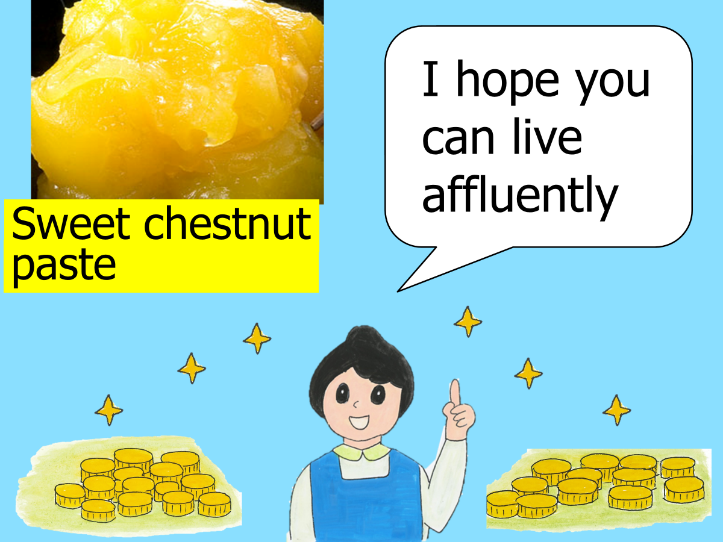 Sweet chestnut
paste
I hope you
can live
affluently